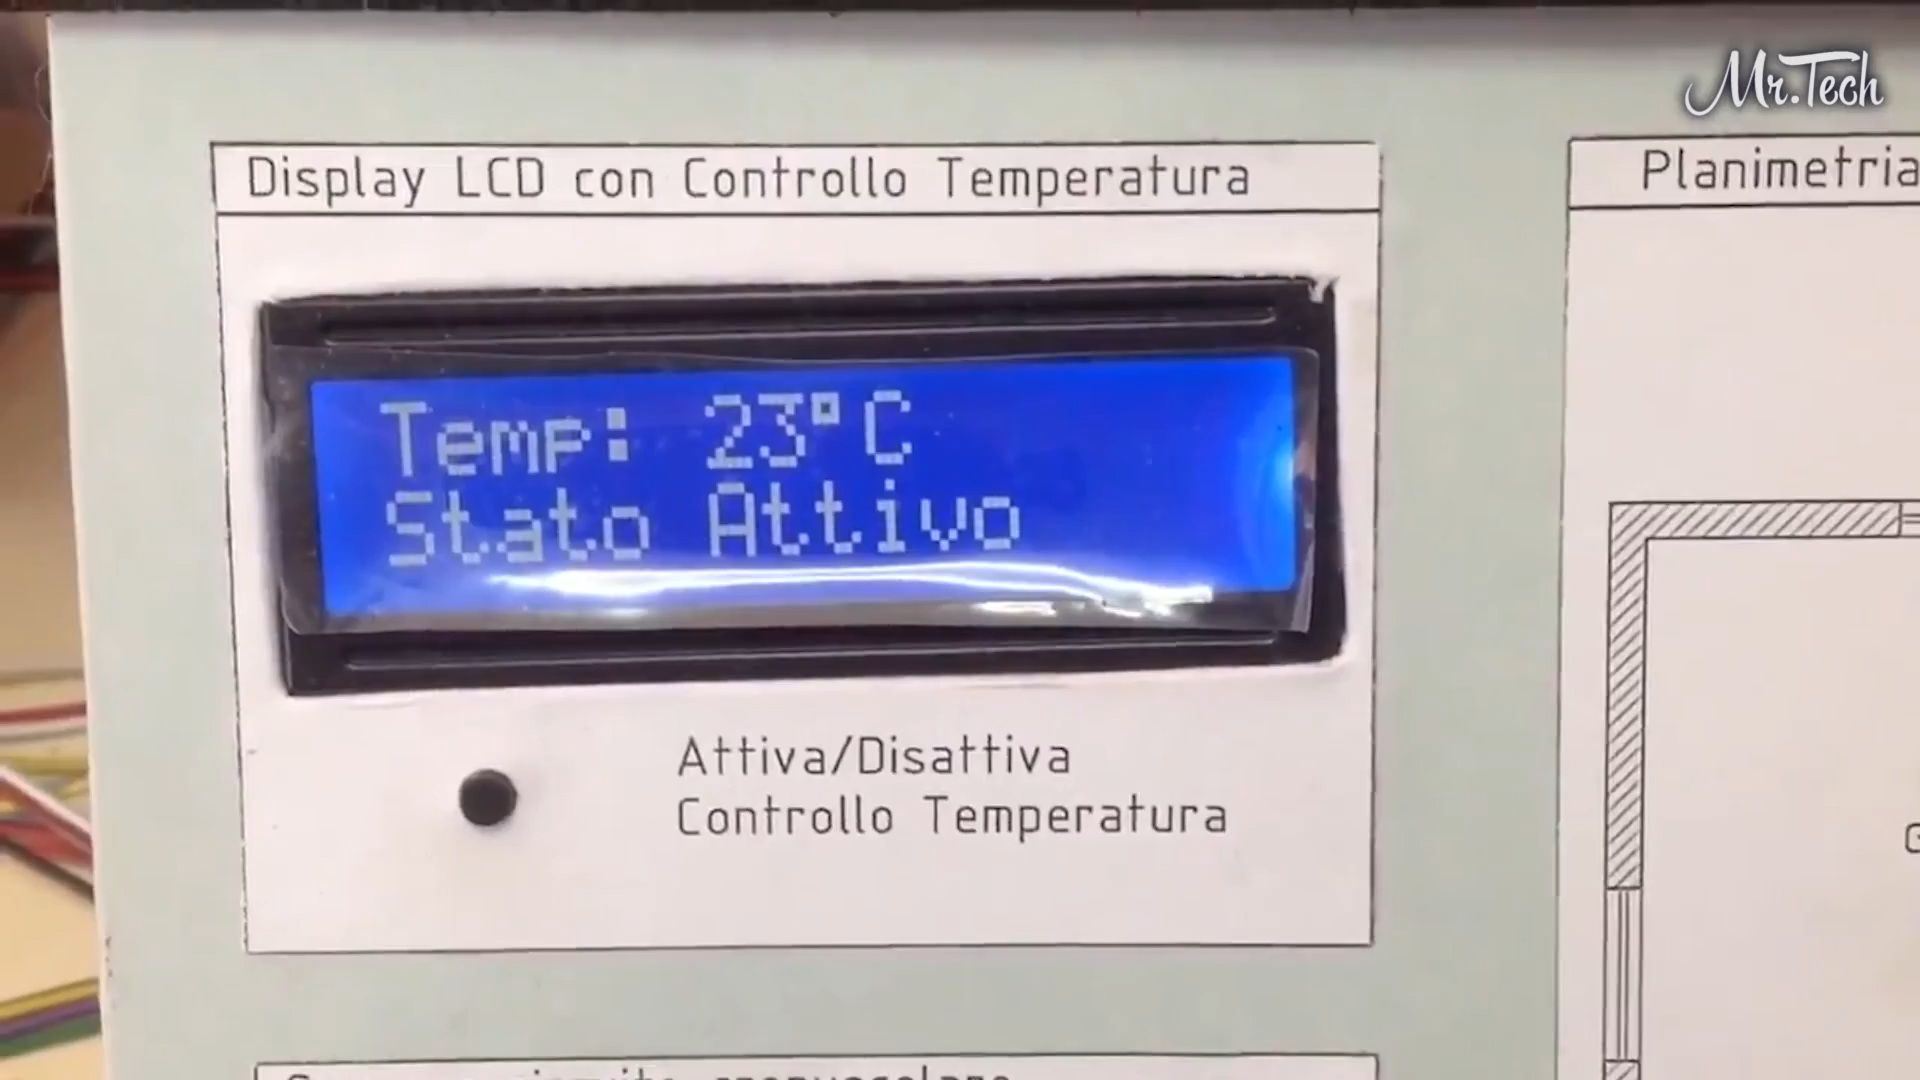 Mr.Tech
Display LCD con Controllo Temperatura
Planimetria
Temp: 23°C
Stato Attivo
Attiva/Disattiva
Controllo Temperatura